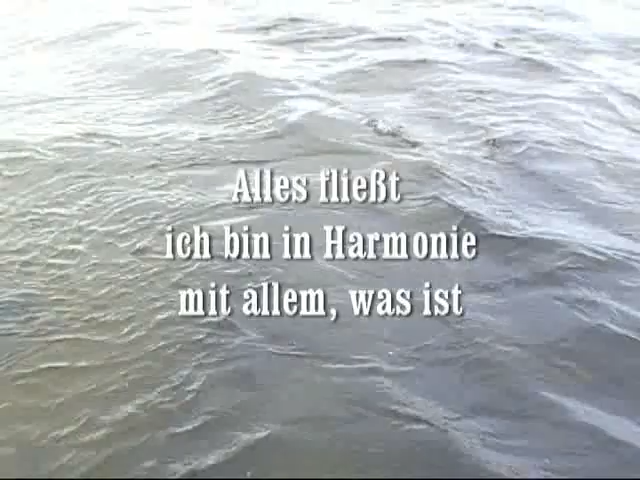 Alles fließt
ich bin in Harmonie
mit allem, was ist